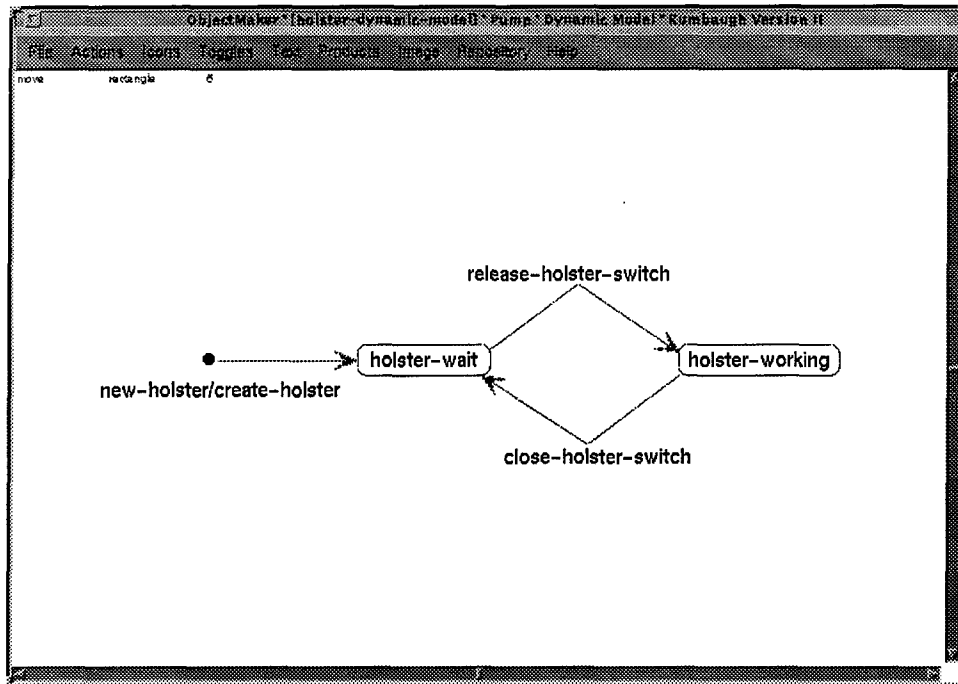 ObjectMaker * [holster-dynamic-model] * Pump * Dynamic Model * Rumbaugh Version II
File Actions Icons Toggles Text Products Image Repository Help
move rectangle 6
release-holster-switch
holster-wait holster-working
new-holster/create-holster
close-holster-switch